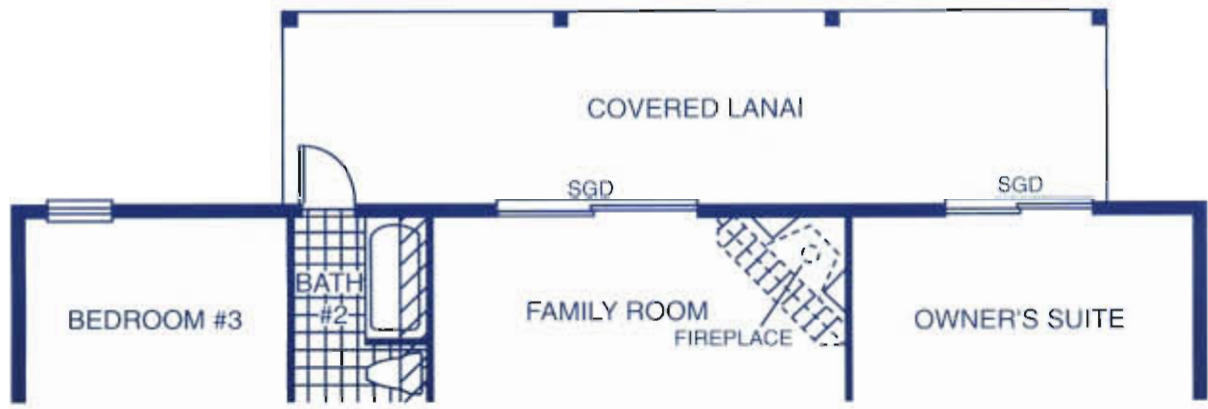 COVERED LANAI
SGD
SGD
BATH
#2
BEDROOM #3
FAMILY ROOM
FIREPLACE
OWNER'S SUITE